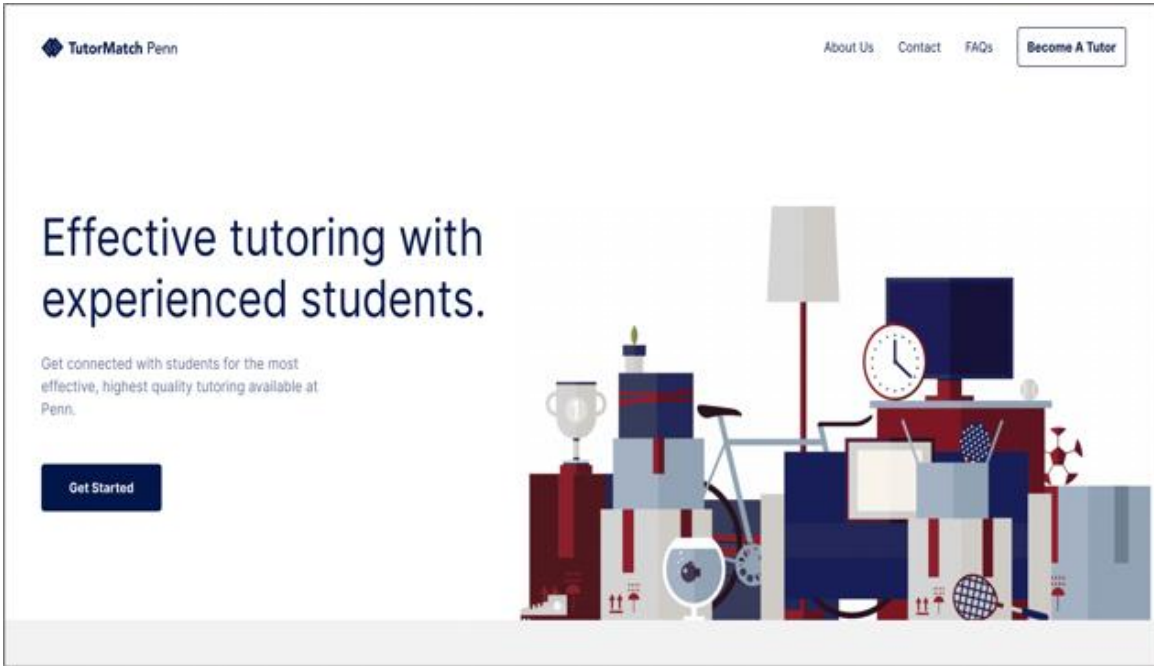 TutorMatch Penn
About Us
Contact
FAQs
Become A Tutor
Effective tutoring with
experienced students.
Get connected with students for the most
effective, highest quality tutoring available at
Penn.
Get Started
1